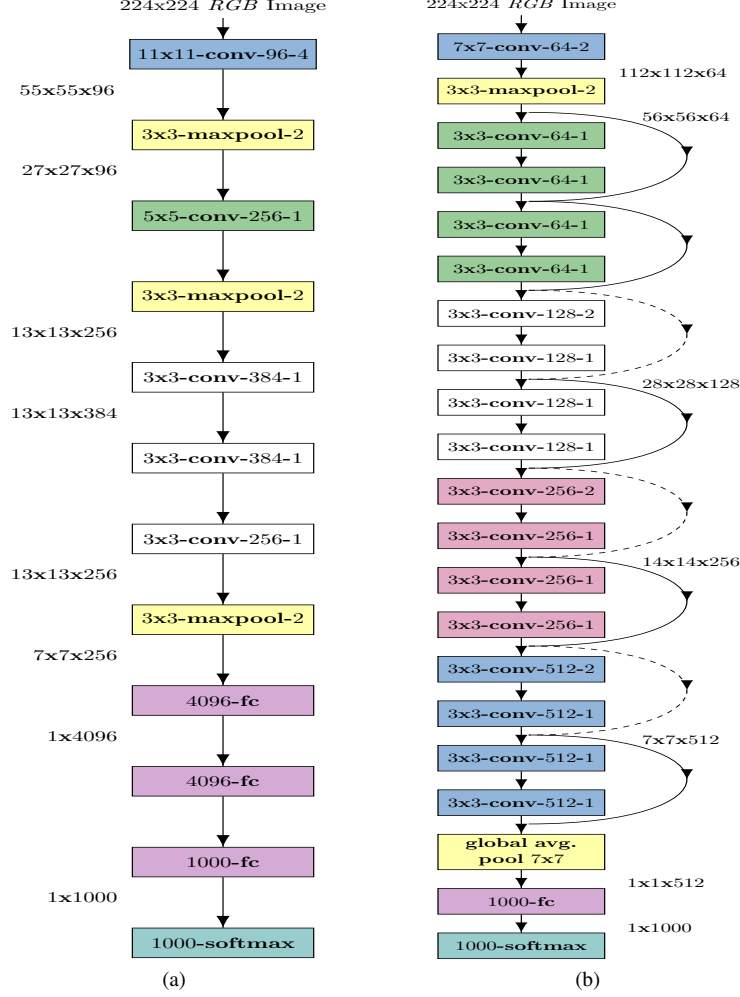 224x224 RGB Image
11x11-conv-96-4
55x55x96
3x3-maxpool-2
27x27x96
5x5-conv-256-1
3x3-maxpool-2
13x13x256
3x3-conv-384-1
13x13x384
3x3-conv-384-1
3x3-conv-256-1
13x13x256
3x3-maxpool-2
7x7x256
4096-fc
1x4096
4096-fc
1000-fc
1x1000
1000-softmax
(a)
224x224 RGB Image
7x7-conv-64-2
112x112x64
3x3-maxpool-2
56x56x64
3x3-conv-64-1
3x3-conv-64-1
3x3-conv-64-1
3x3-conv-64-1
3x3-conv-128-2
3x3-conv-128-1
28x28x128
3x3-conv-128-1
3x3-conv-128-1
3x3-conv-256-2
3x3-conv-256-1
14x14x256
3x3-conv-256-1
3x3-conv-256-1
3x3-conv-512-2
3x3-conv-512-1
7x7x512
3x3-conv-512-1
3x3-conv-512-1
global avg.
pool 7x7
1x1x512
1000-fc
1x1000
1000-softmax
(b)